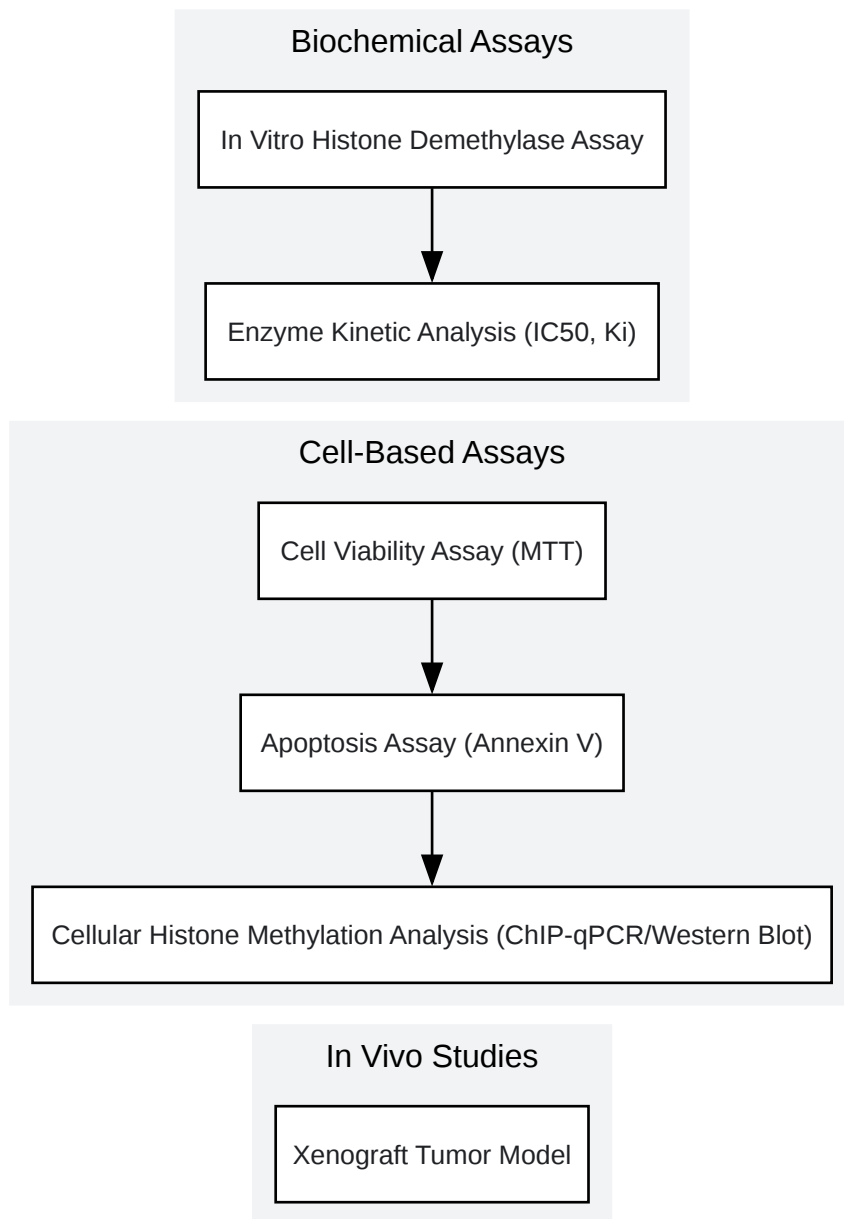 Biochemical Assays
In Vitro Histone Demethylase Assay
Enzyme Kinetic Analysis (IC50, Ki)
Cell-Based Assays
Cell Viability Assay (MTT)
Apoptosis Assay (Annexin V)
Cellular Histone Methylation Analysis (ChIP-qPCR/Western Blot)
In Vivo Studies
Xenograft Tumor Model